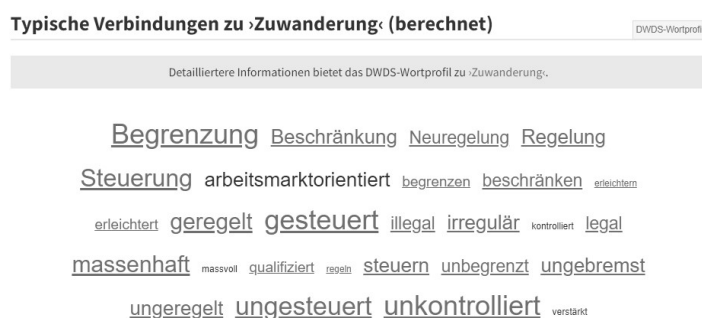 Typische Verbindungen zu ›Zuwanderung‹ (berechnet)
DWDS-Wortprofil
Detailliertere Informationen bietet das DWDS-Wortprofil zu ›Zuwanderung‹.
Begrenzung Beschränkung Neuregelung Regelung
Steuerung arbeitsmarktorientiert begrenzen beschränken erleichtern
erleichtert geregelt gesteuert illegal irregulär kontrolliert legal
massenhaft massvoll qualifiziert regeln steuern unbegrenzt ungebremst
ungeregelt ungesteuert unkontrolliert verstärkt